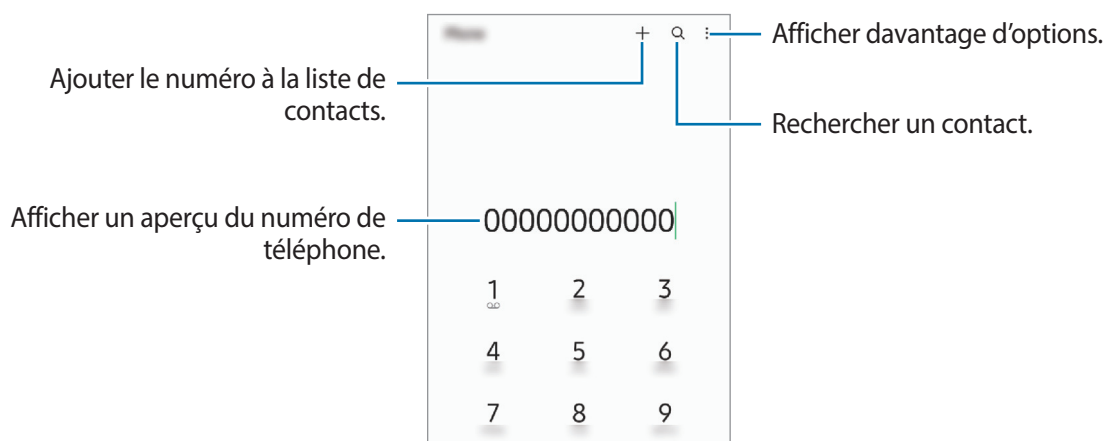 +
Afficher davantage d’options.
Ajouter le numéro à la liste de
contacts.
Rechercher un contact.
Afficher un aperçu du numéro de
téléphone.
00000000000
1 2 3
4 5 6
7 8 9